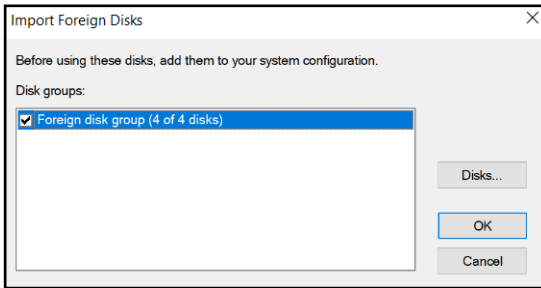 Import Foreign Disks
Before using these disks, add them to your system configuration.
Disk groups:
Foreign disk group (4 of 4 disks)
Disks...
OK
Cancel